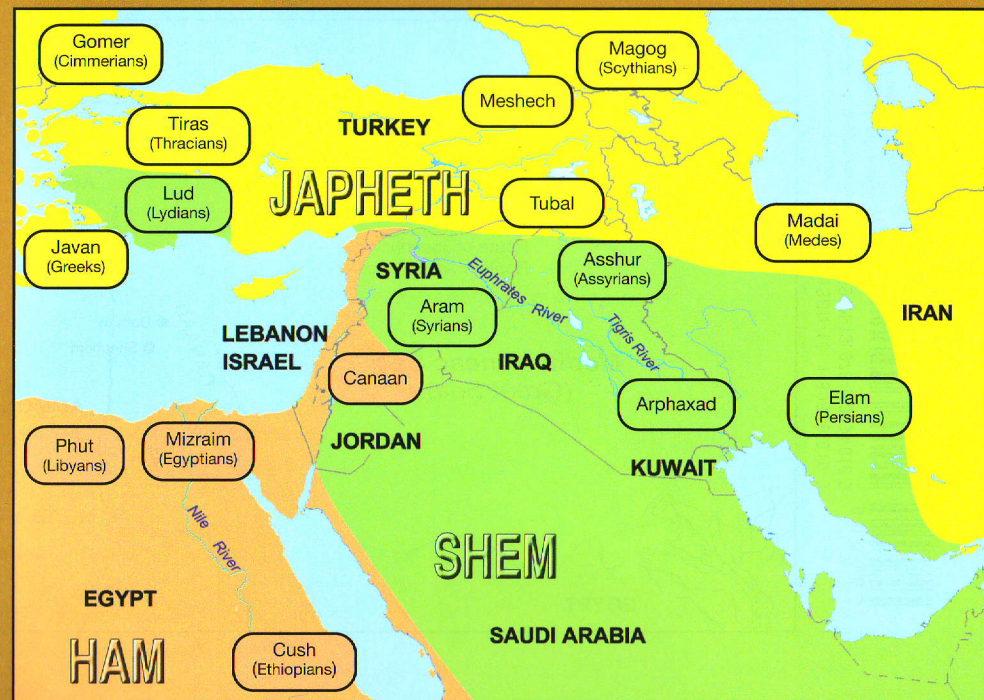 Gomer
(Cimmerians)
Magog
(Scythians)
Meshech
Tiras
(Thracians)
TURKEY
JAPHETH
Lud
(Lydians)
Tubal
Madai
(Medes)
Javan
(Greeks)
SYRIA
Euphrates River
Asshur
(Assyrians)
Aram
(Syrians)
IRAN
Tigris River
LEBANON
ISRAEL
IRAQ
Canaan
Arphaxad
Elam
(Persians)
Phut
(Libyans)
Mizraim
(Egyptians)
JORDAN
KUWAIT
Nile River
SHEM
EGYPT
SAUDI ARABIA
HAM
Cush
(Ethiopians)